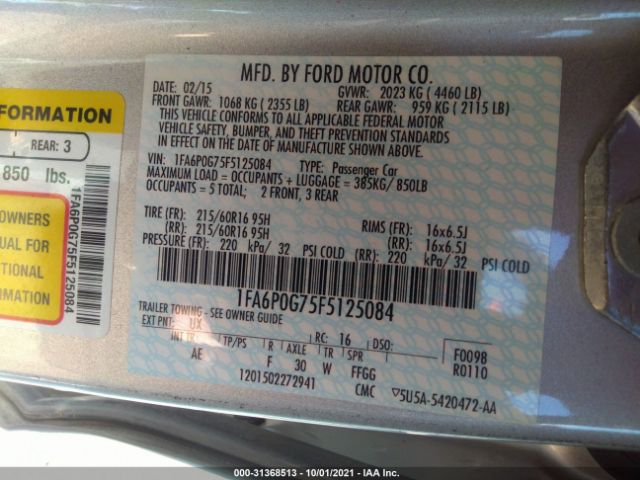 MFD. BY FORD MOTOR CO.
DATE: 02/15 GVWR: 2023 KG ( 4460 LB)
FRONT GAWR: 1068 KG ( 2355 LB) REAR GAWR: 959 KG ( 2115 LB)
THIS VEHICLE CONFORMS TO ALL APPLICABLE FEDERAL MOTOR
VEHICLE SAFETY, BUMPER, AND THEFT PREVENTION STANDARDS
IN EFFECT ON THE DATE OF MANUFACTURE SHOWN ABOVE.
VIN: 1FA6P0G75F5125084 TYPE: Passenger Car
MAXIMUM LOAD = OCCUPANTS + LUGGAGE = 385KG/ 850LB
OCCUPANTS = 5 TOTAL; 2 FRONT, 3 REAR
TIRE (FR): 215/60R16 95H RIMS (FR): 16x6.5J
(RR): 215/60R16 95H (RR): 16x6.5J
PRESSURE (FR): 220 kPa/ 32 PSI COLD (RR): 220 kPa/ 32 PSI COLD
1FA6P0G75F5125084
TRAILER TOWING - SEE OWNER GUIDE
EXT PNT: UX RC: 16 DSO:
INT TR TP/PS R AXLE TR SPR
AE F 30 W FFGG
1201502272941 CMC
F0098
R0110
▽5U5A-5420472-AA
FORMATION
REAR: 3
850 lbs.
OWNERS
UAL FOR
TIONAL
RMATION
1FA6P0G75F5125084
000-31368513 - 10/01/2021 - IAA Inc.